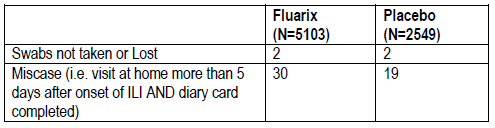 Fluarix Placebo
(N=5103) (N=2549)
Swabs not taken or Lost 2 2
Miscase (i.e. visit at home more than 5 30 19
days after onset of ILI AND diary card
completed)